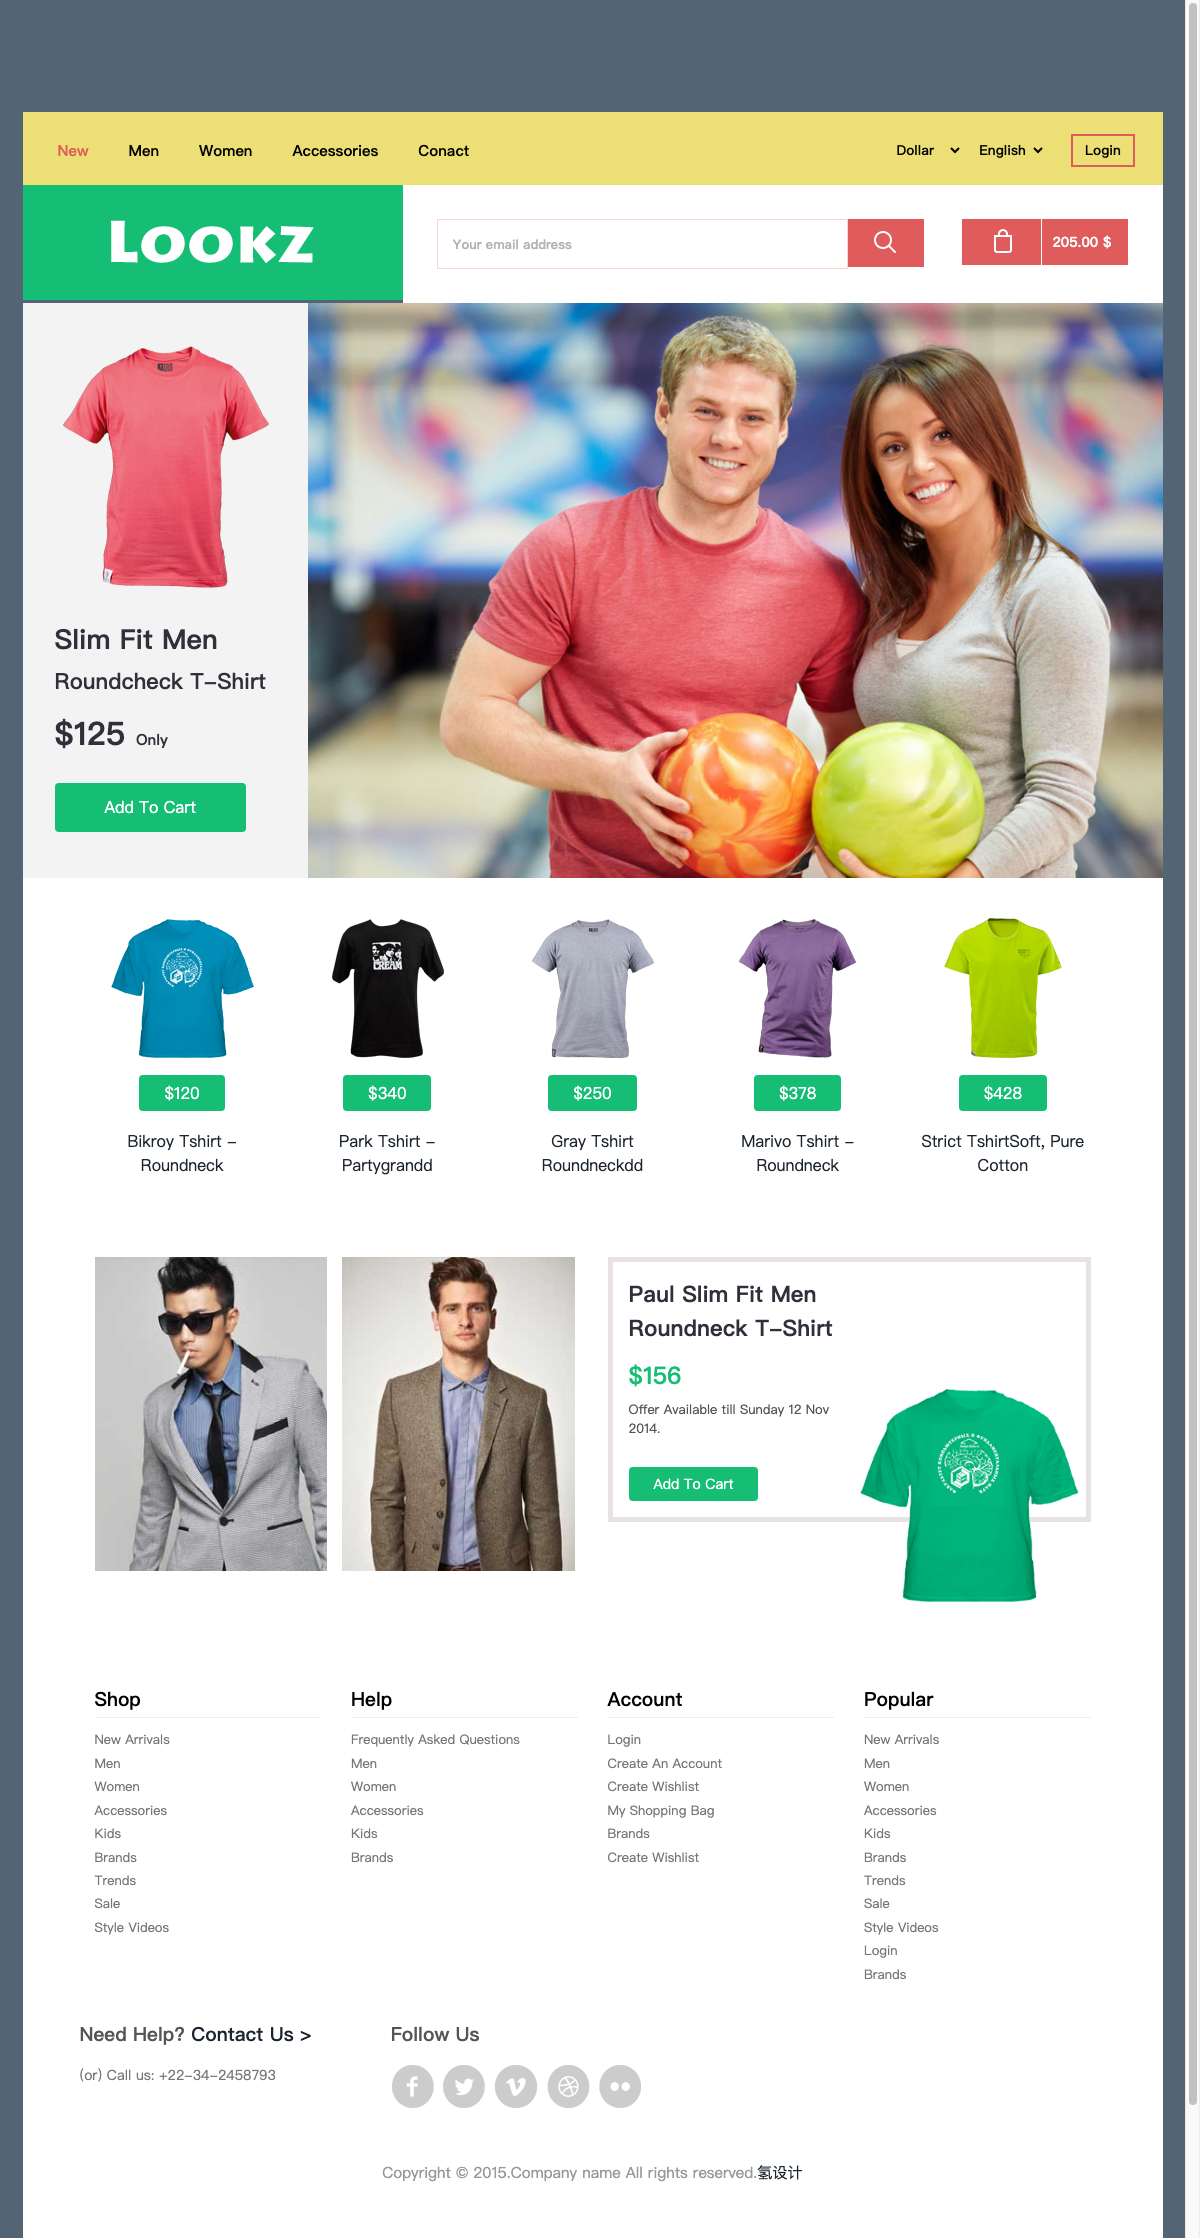 New Men Women Accessories Conact Dollar English Login
LOOKZ
Your email address
205.00 $
Slim Fit Men
Roundcheck T-Shirt
$125 Only
Add To Cart
CREAM
$120 $340 $250 $378 $428
Bikroy Tshirt -
Roundneck
Park Tshirt -
Partygrandd
Gray Tshirt
Roundneckdd
Marivo Tshirt -
Roundneck
Strict TshirtSoft, Pure
Cotton
Paul Slim Fit Men
Roundneck T-Shirt
$156
Offer Available till Sunday 12 Nov
2014.
Add To Cart
Shop
New Arrivals
Men
Women
Accessories
Kids
Brands
Trends
Sale
Style Videos
Help
Frequently Asked Questions
Men
Women
Accessories
Kids
Brands
Account
Login
Create An Account
Create Wishlist
My Shopping Bag
Brands
Create Wishlist
Popular
New Arrivals
Men
Women
Accessories
Kids
Brands
Trends
Sale
Style Videos
Login
Brands
Need Help? Contact Us >
(or) Call us: +22-34-2458793
Follow Us
Copyright © 2015.Company name All rights reserved.氢设计